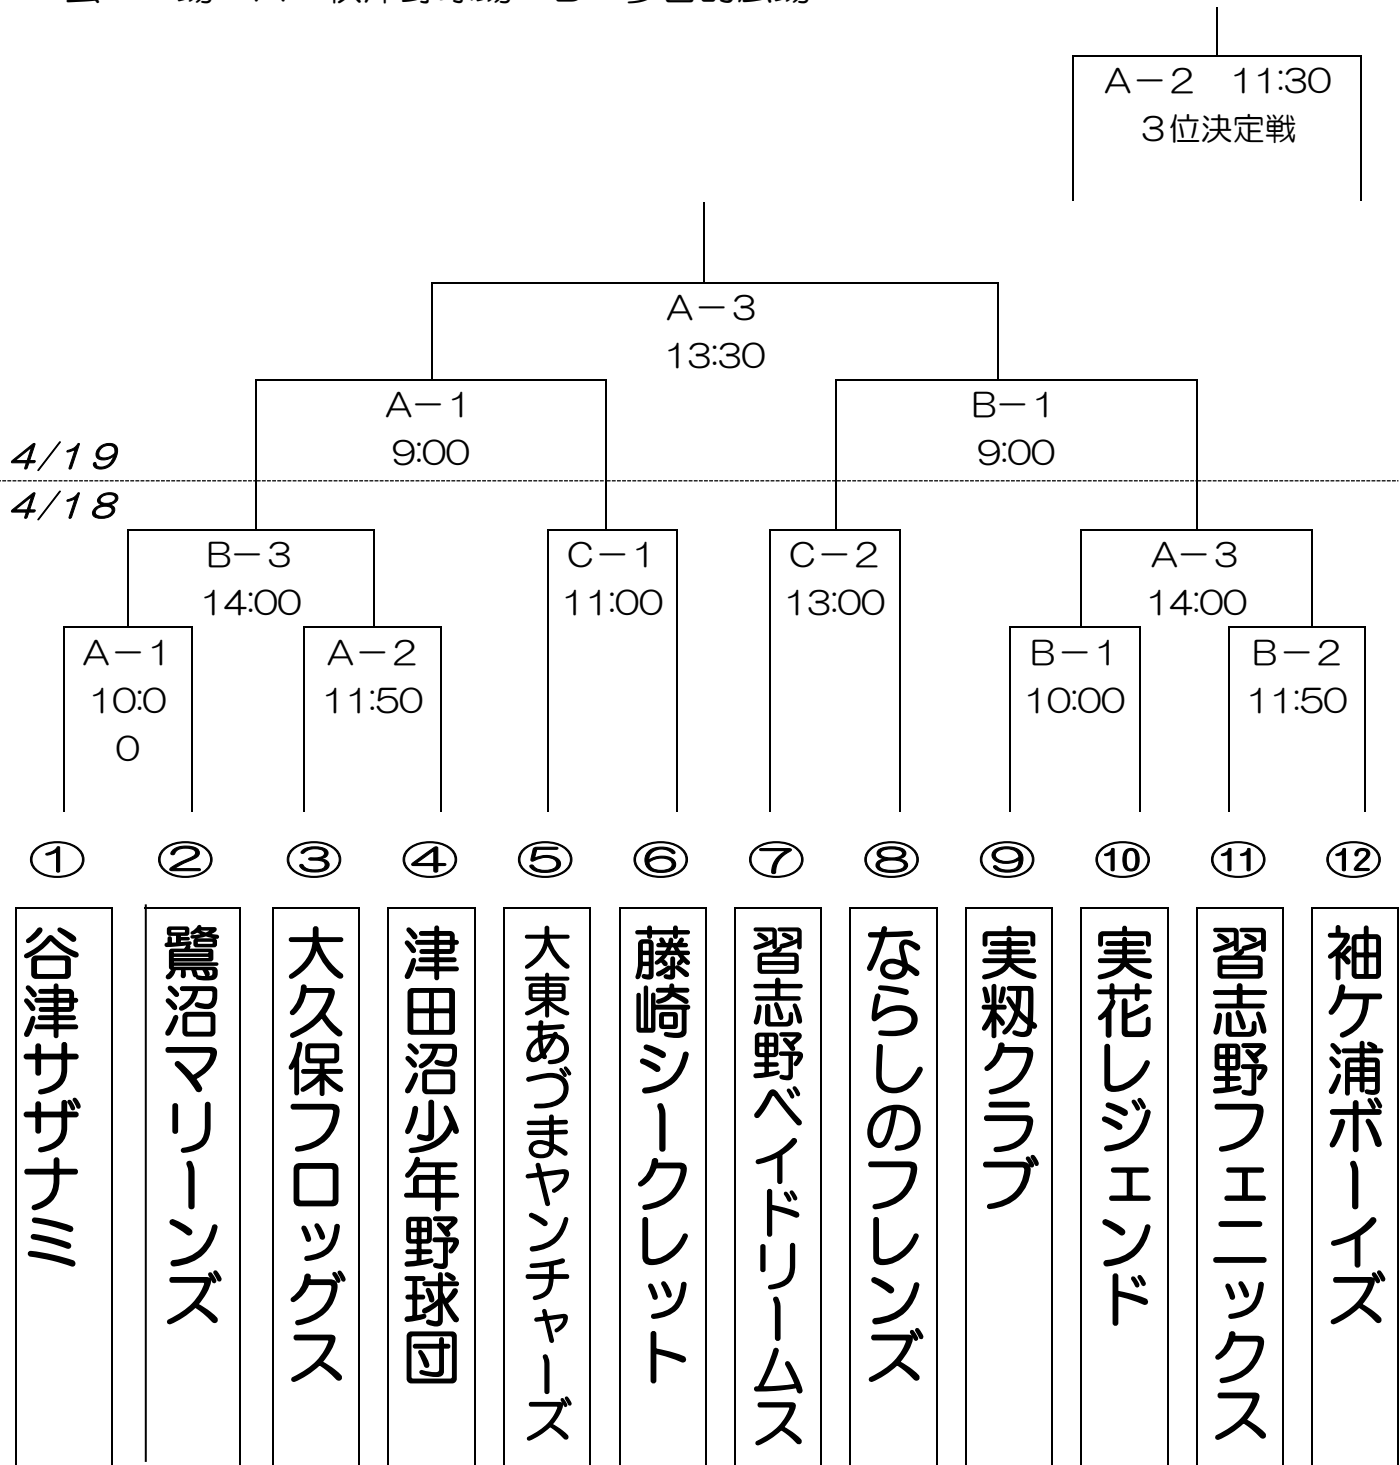 A－2　11:30
3位決定戦
A－3
13:30
A－1
9:00
B－1
9:00
4/19
4/18
B－3
14:00
C－1
11:00
C－2
13:00
A－3
14:00
A－1
10:0
0
A－2
11:50
B－1
10:00
B－2
11:50
①
②
③
④
⑤
⑥
⑦
⑧
⑨
⑩
⑪
⑫
谷津サザナミ
鷺沼マリーンズ
大久保フロッグス
津田沼少年野球団
大東あづまヤンチャーズ
藤崎シークレット
習志野ベイドリームス
ならしのフレンズ
実籾クラブ
実花レジェンド
習志野フェニックス
袖ケ浦ボーイズ